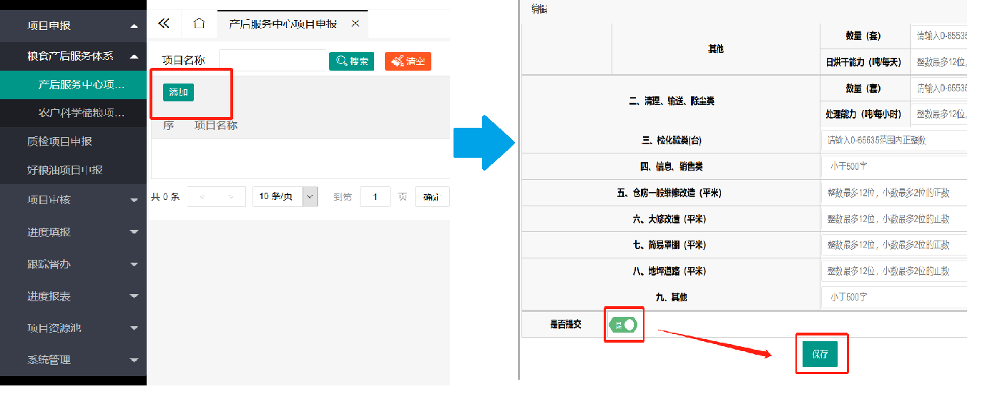 项目申报
粮食产后服务体系
产后服务中心项...
农户科学储粮项...
质检项目申报
好粮油项目申报
项目审核
进度填报
跟踪督办
进度报表
项目资源池
系统管理
产后服务中心项目申报
项目名称
搜索
清空
添加
序 项目名称
共 0 条 < > 10 条/页 到第 1 页 确定
编辑
其他
数量（套） 请输入0-65535
日烘干能力（吨/每天） 整数最多12位,
二、清理、输送、除尘类
数量（套） 请输入0-65535
处理能力（吨/每小时） 整数最多12位,
三、检化验类(台) 请输入0-65535范围内正整数
四、信息、销售类 小于500字
五、仓房一般维修改造（平米） 整数最多12位，小数最多2位的正数
六、大修改造（平米） 整数最多12位，小数最多2位的正数
七、简易罩棚（平米） 整数最多12位，小数最多2位的正数
八、地坪道路（平米） 整数最多12位，小数最多2位的正数
九、其他 小于500字
是否提交 是
保存